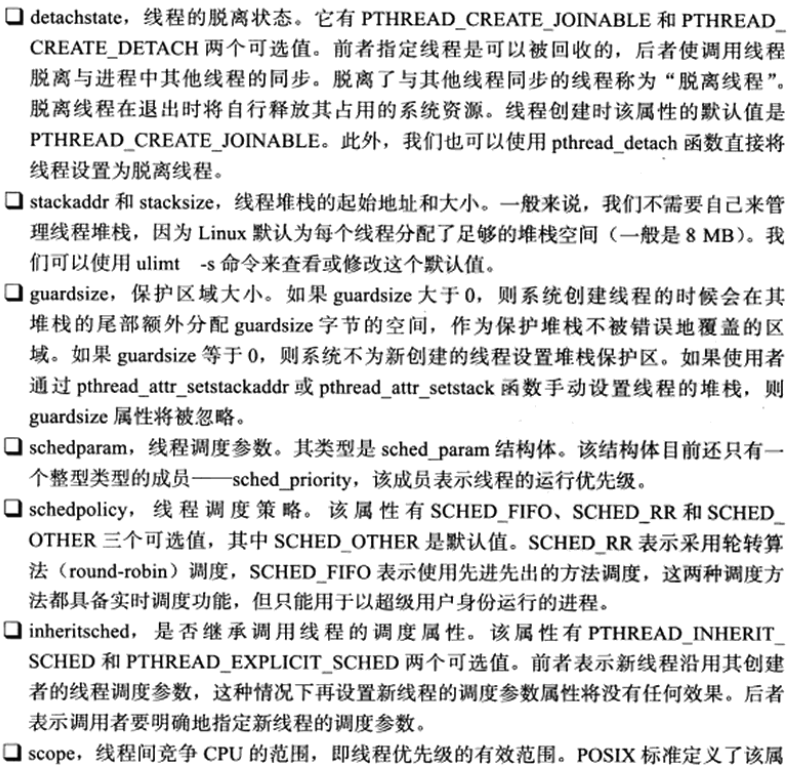 ❑ detachstate，线程的脱离状态。它有 PTHREAD_CREATE_JOINABLE 和 PTHREAD_
CREATE_DETACH 两个可选值。前者指定线程是可以被回收的，后者使调用线程
脱离与进程中其他线程的同步。脱离了与其他线程同步的线程称为“脱离线程”。
脱离线程在退出时将自行释放其占用的系统资源。线程创建时该属性的默认值是
PTHREAD_CREATE_JOINABLE。此外，我们也可以使用 pthread_detach 函数直接将
线程设置为脱离线程。
❑ stackaddr 和 stacksize，线程堆栈的起始地址和大小。一般来说，我们不需要自己来管
理线程堆栈，因为 Linux 默认为每个线程分配了足够的堆栈空间（一般是 8 MB）。我
们可以使用 ulimt -s 命令来查看或修改这个默认值。
❑ guardsize，保护区域大小。如果 guardsize 大于 0，则系统创建线程的时候会在其
堆栈的尾部额外分配 guardsize 字节的空间，作为保护堆栈不被错误地覆盖的区
域。如果 guardsize 等于 0，则系统不为新创建的线程设置堆栈保护区。如果使用者
通过 pthread_attr_setstackaddr 或 pthread_attr_setstack 函数手动设置线程的堆栈，则
guardsize 属性将被忽略。
❑ schedparam，线程调度参数。其类型是 sched_param 结构体。该结构体目前还只有一
个整型类型的成员——sched_priority，该成员表示线程的运行优先级。
❑ schedpolicy，线程调度策略。该属性有 SCHED_FIFO、SCHED_RR 和 SCHED_
OTHER 三个可选值，其中 SCHED_OTHER 是默认值。SCHED_RR 表示采用轮转算
法（round-robin）调度，SCHED_FIFO 表示使用先进先出的方法调度，这两种调度方
法都具备实时调度功能，但只能用于以超级用户身份运行的进程。
❑ inheritsched，是否继承调用线程的调度属性。该属性有 PTHREAD_INHERIT_
SCHED 和 PTHREAD_EXPLICIT_SCHED 两个可选值。前者表示新线程沿用其创建
者的线程调度参数，这种情况下再设置新线程的调度参数属性将没有任何效果。后者
表示调用者要明确地指定新线程的调度参数。
❑ scope，线程间竞争 CPU 的范围，即线程优先级的有效范围。POSIX 标准定义了该属